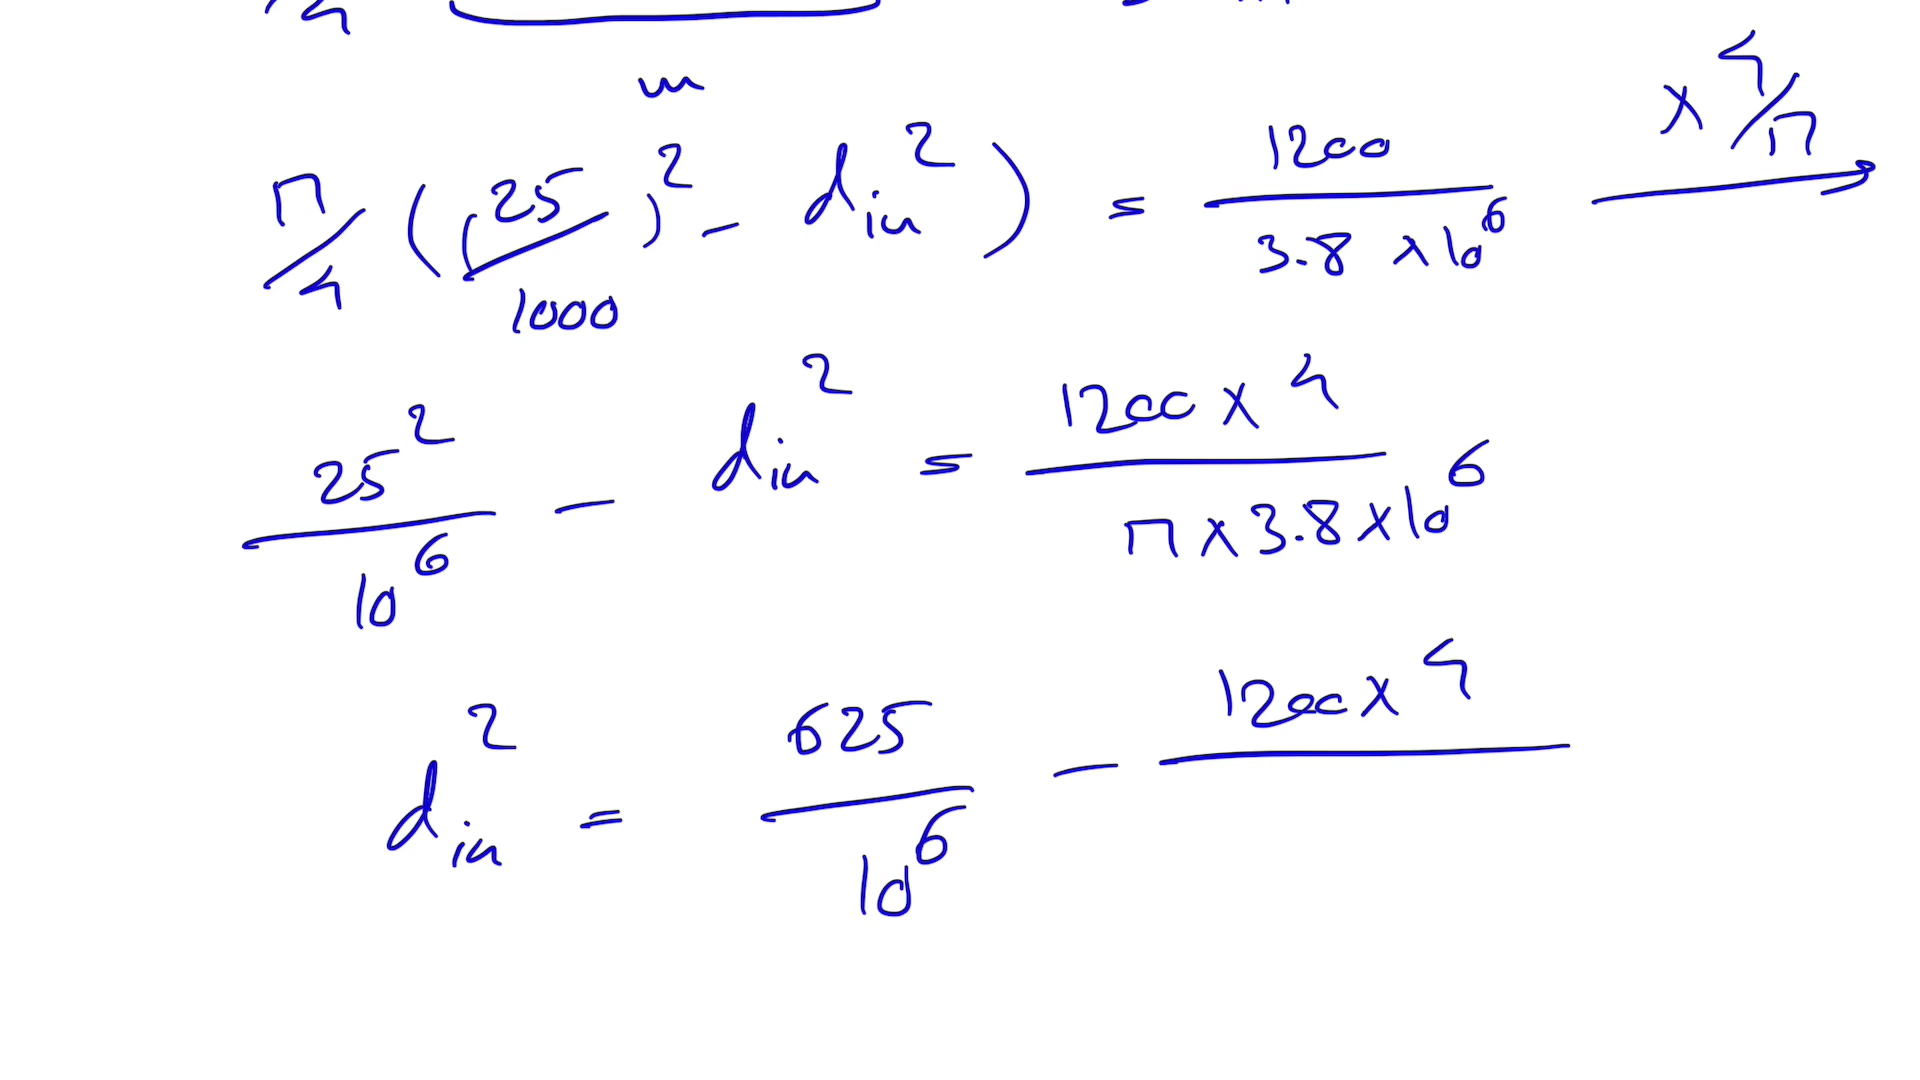 m
π/4 ((25/1000)² - d_in²) = 1200 / (3.8 × 10⁶) × 4/π →
25² / 10⁶ - d_in² = (1200 × 4) / (π × 3.8 × 10⁶)
d_in² = 625 / 10⁶ - 1200 × 4